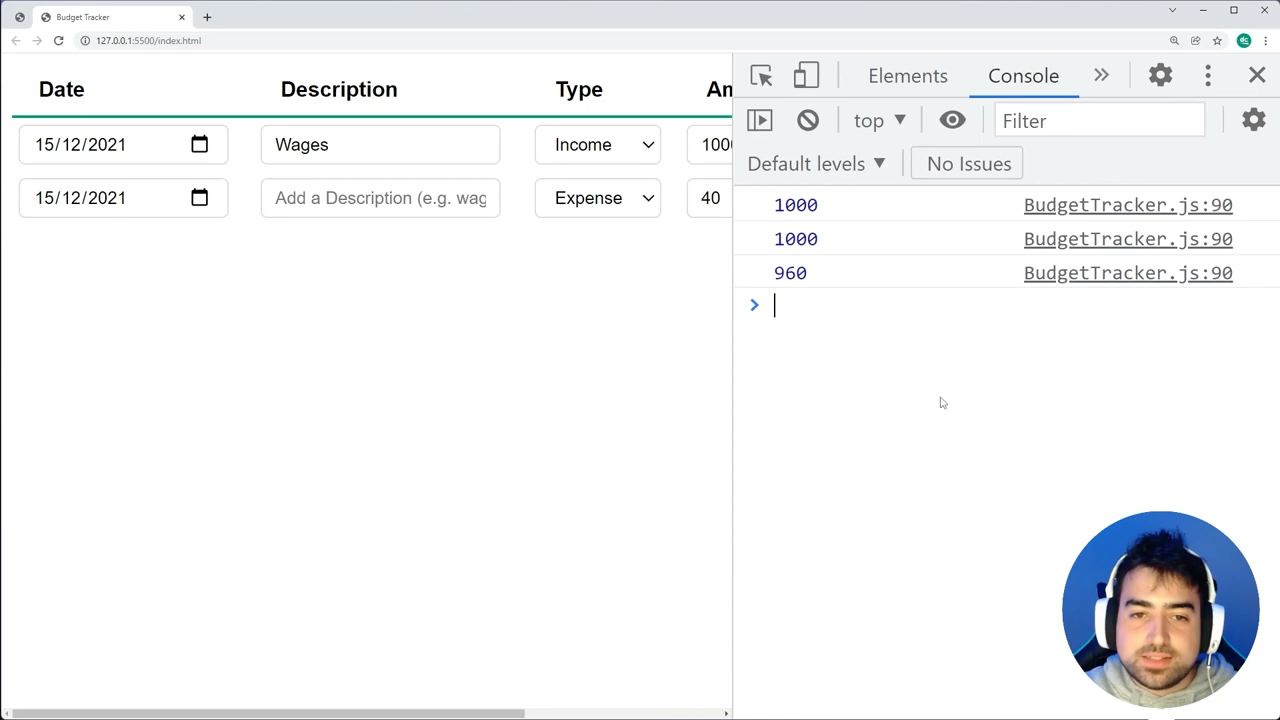 Budget Tracker
127.0.0.1:5500/index.html
Date Description Type Am
15/12/2021 Wages Income 1000
15/12/2021 Add a Description (e.g. wag Expense 40
Elements Console
top Filter
Default levels No Issues
1000 BudgetTracker.js:90
1000 BudgetTracker.js:90
960 BudgetTracker.js:90